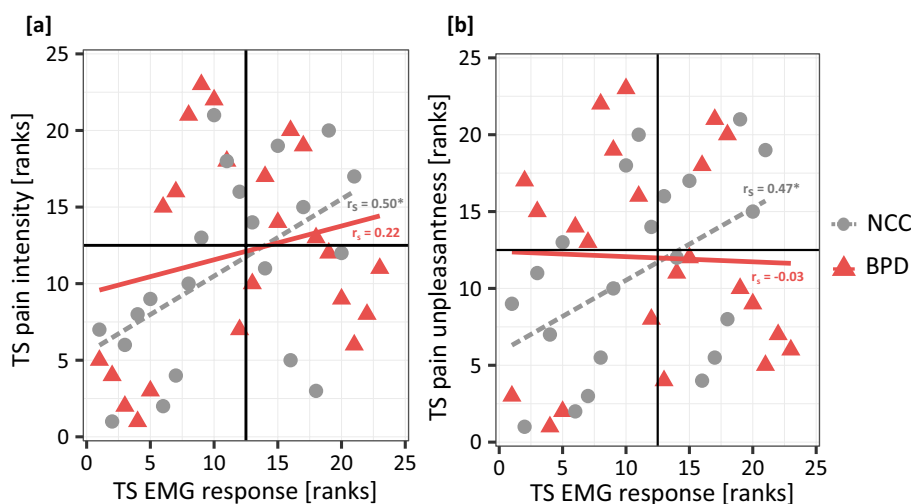 [a]
TS pain intensity [ranks]
25
20
15
10
5
0
rS = 0.50*
rs = 0.22
0 5 10 15 20 25
TS EMG response [ranks]
[b]
TS pain unpleasantness [ranks]
25
20
15
10
5
0
rS = 0.47*
rs = -0.03
0 5 10 15 20 25
TS EMG response [ranks]
NCC
BPD